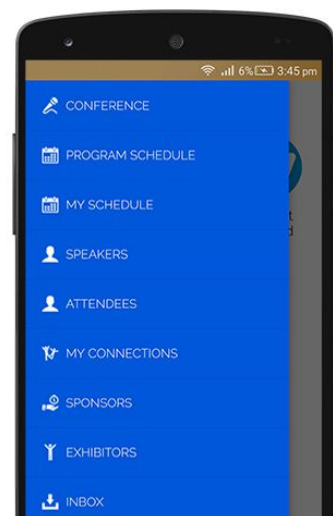 6% 3:45 pm
CONFERENCE
PROGRAM SCHEDULE
MY SCHEDULE
SPEAKERS
ATTENDEES
MY CONNECTIONS
SPONSORS
EXHIBITORS
INBOX